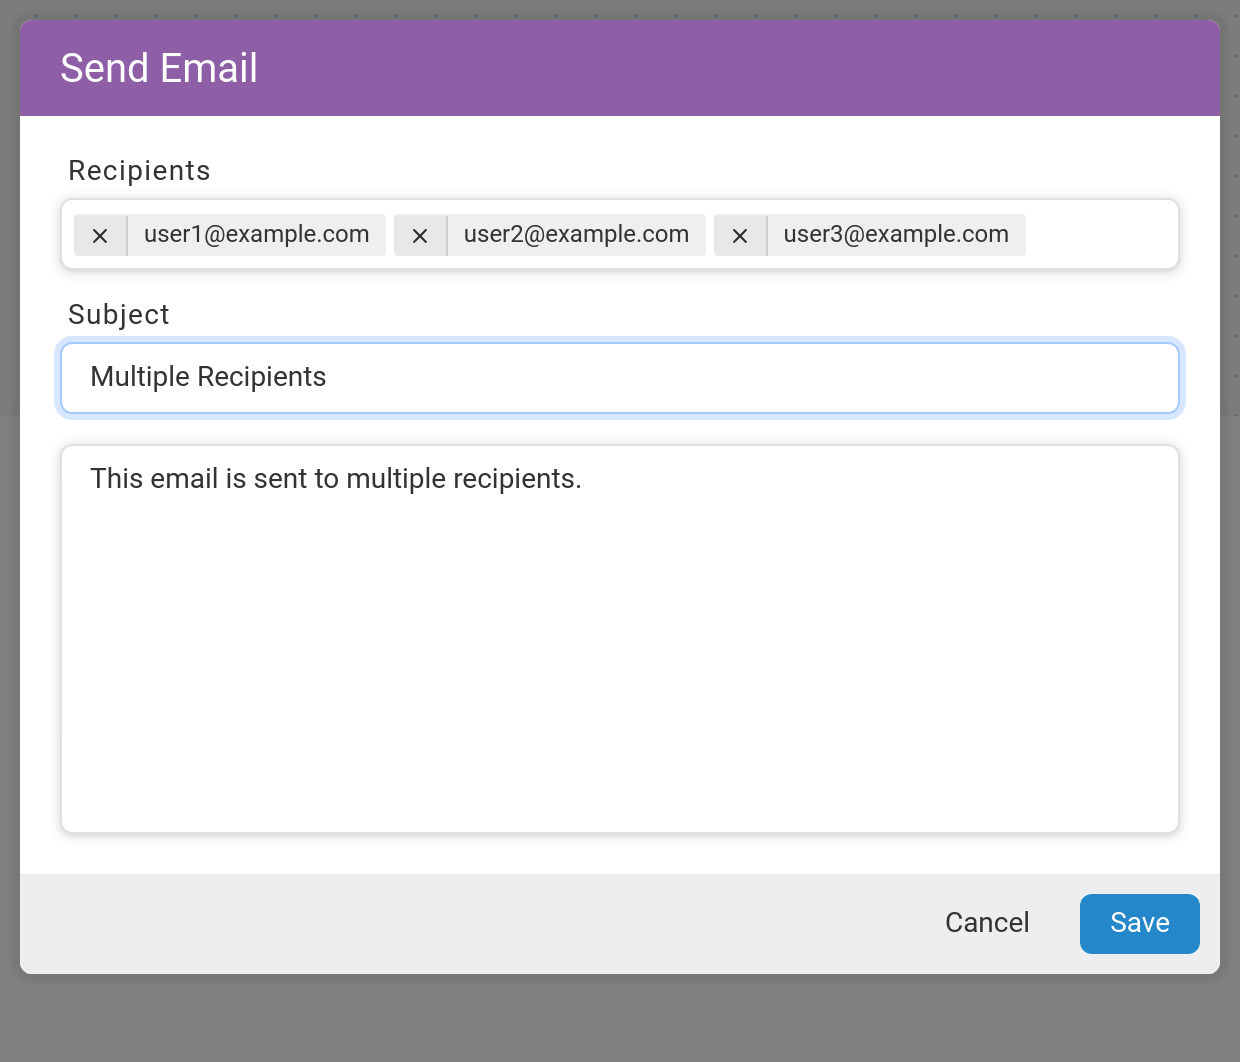 Send Email
Recipients
user1@example.com user2@example.com user3@example.com
Subject
Multiple Recipients
This email is sent to multiple recipients.
Cancel Save